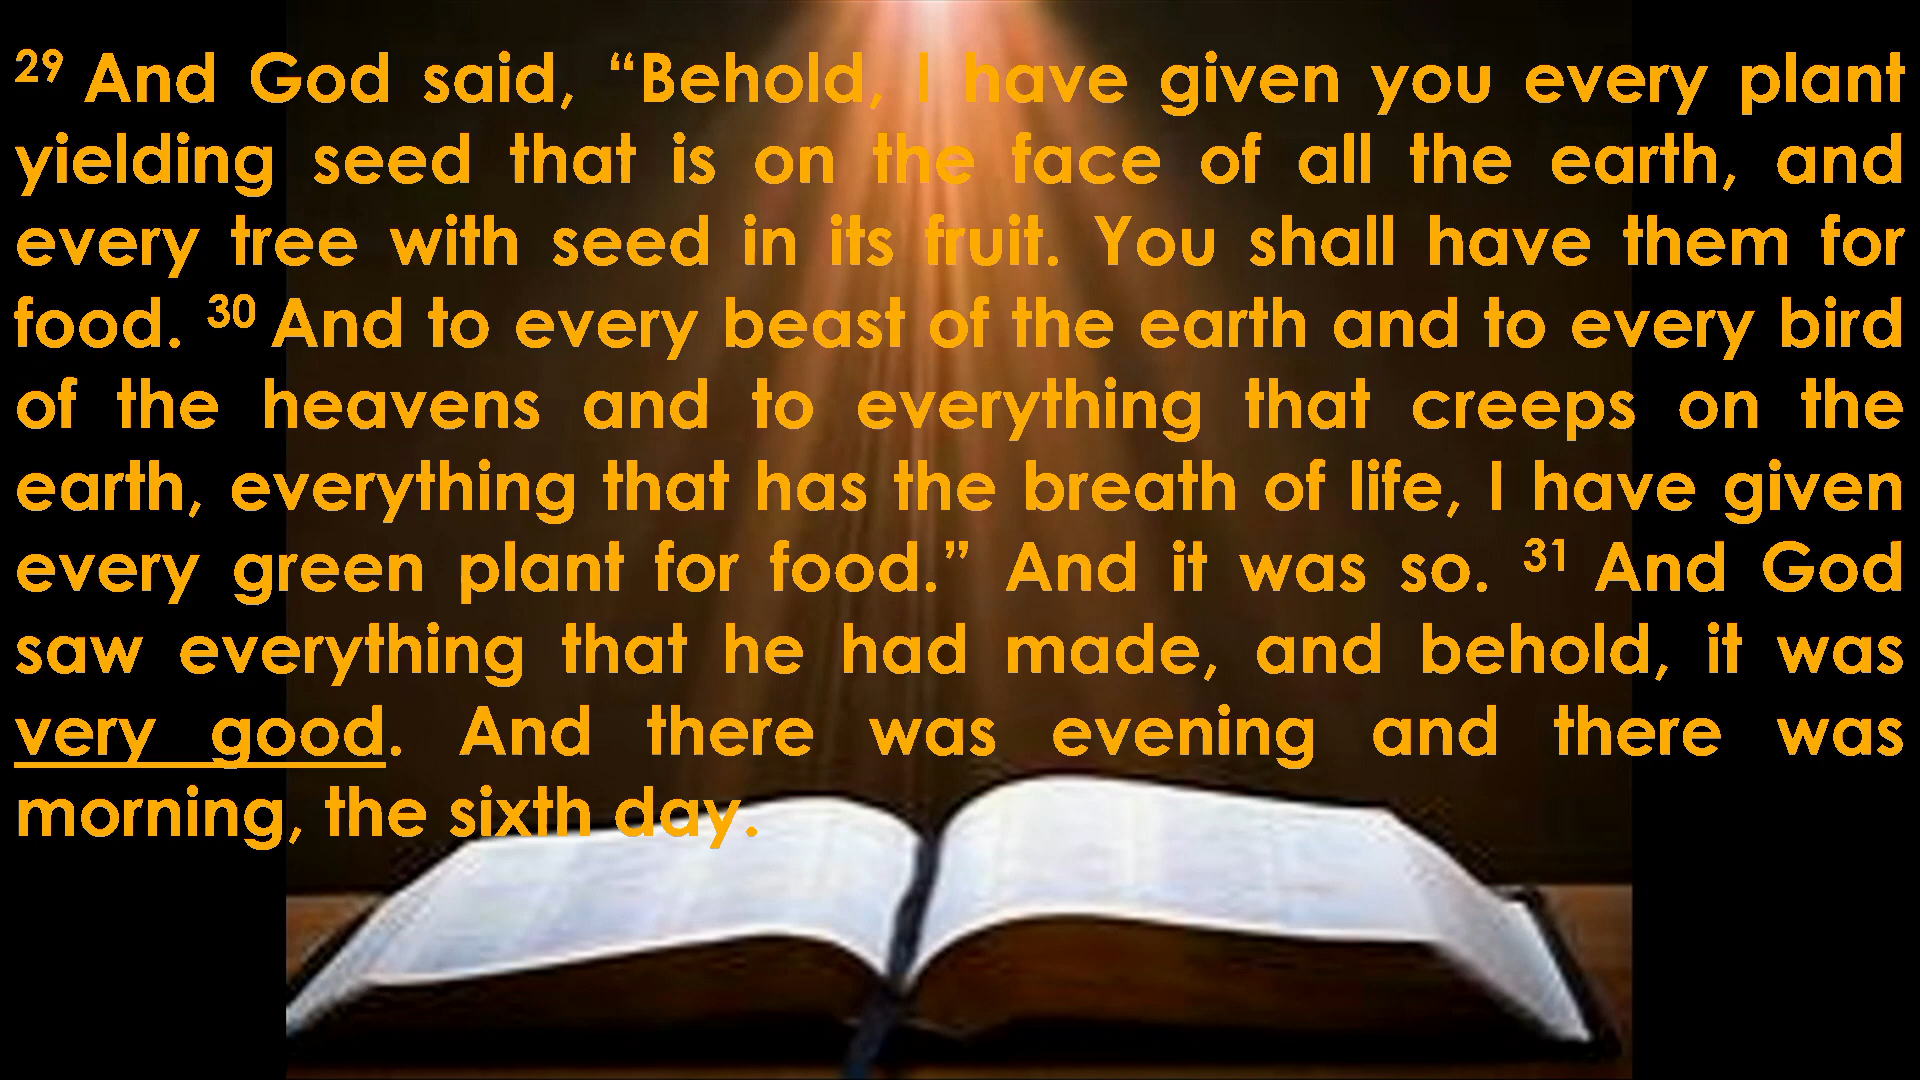 29 And God said, “Behold, I have given you every plant
yielding seed that is on the face of all the earth, and
every tree with seed in its fruit. You shall have them for
food. 30 And to every beast of the earth and to every bird
of the heavens and to everything that creeps on the
earth, everything that has the breath of life, I have given
every green plant for food.” And it was so. 31 And God
saw everything that he had made, and behold, it was
very good. And there was evening and there was
morning, the sixth day.